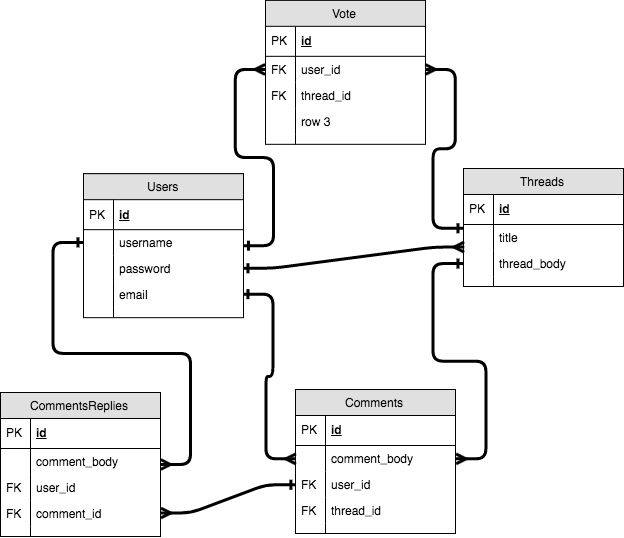 Vote
PK id
FK user_id
FK thread_id
row 3
Users
PK id
username
password
email
Threads
PK id
title
thread_body
CommentsReplies
PK id
comment_body
FK user_id
FK comment_id
Comments
PK id
comment_body
FK user_id
FK thread_id